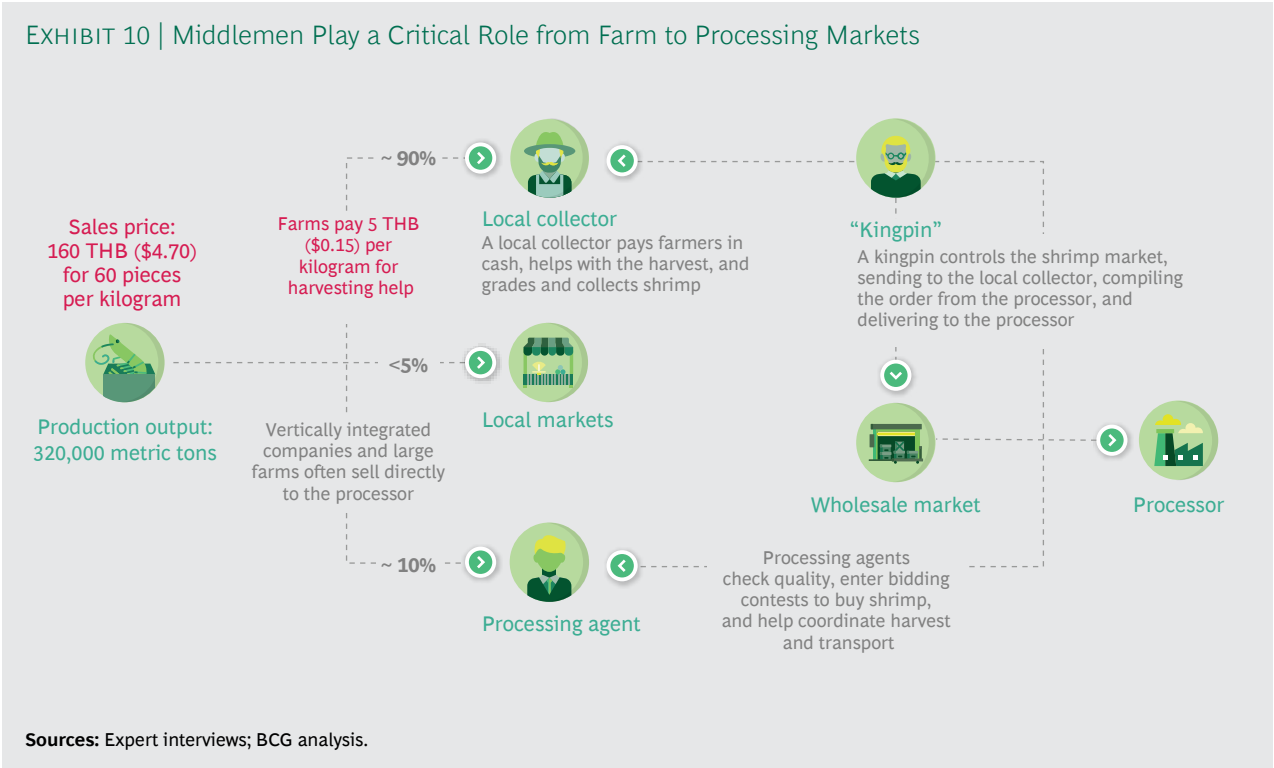 EXHIBIT 10 | Middlemen Play a Critical Role from Farm to Processing Markets
Sales price:
160 THB ($4.70)
for 60 pieces
per kilogram
Production output:
320,000 metric tons
~ 90%
Farms pay 5 THB
($0.15) per
kilogram for
harvesting help
<5%
Vertically integrated
companies and large
farms often sell directly
to the processor
~ 10%
Local collector
A local collector pays farmers in
cash, helps with the harvest, and
grades and collects shrimp
Local markets
Processing agent
“Kingpin”
A kingpin controls the shrimp market,
sending to the local collector, compiling
the order from the processor, and
delivering to the processor
Wholesale market
Processor
Processing agents
check quality, enter bidding
contests to buy shrimp,
and help coordinate harvest
and transport
Sources: Expert interviews; BCG analysis.